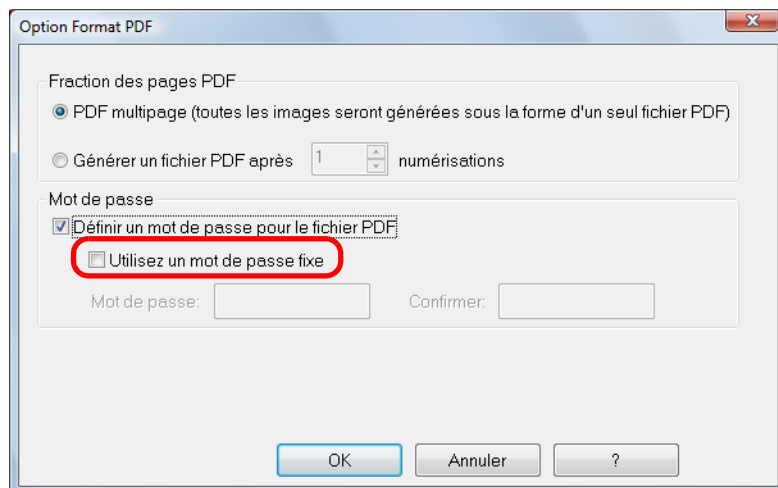 Option Format PDF
Fraction des pages PDF
PDF multipage (toutes les images seront générées sous la forme d'un seul fichier PDF)
Générer un fichier PDF après 1 numérisations
Mot de passe
Définir un mot de passe pour le fichier PDF
Utilisez un mot de passe fixe
Mot de passe: Confirmer:
OK Annuler ?